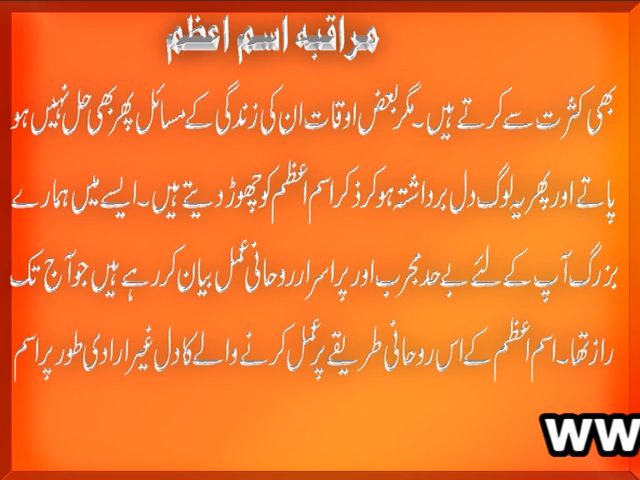 مراقبہ اسم اعظم
بھی کثرت سے کرتے ہیں۔ مگر بعض اوقات ان کی زندگی کے مسائل پھر بھی حل نہیں ہو
پاتے اور پھر یہ لوگ دل برداشتہ ہو کر ذکر اسم اعظم کو چھوڑ دیتے ہیں۔ ایسے میں ہمارے
بزرگ آپ کے لئے بے حد مجرب اور پراسرار روحانی عمل بیان کر رہے ہیں جو آج تک
راز تھا۔ اسم اعظم کے اس روحانی طریقے پر عمل کرنے والے کا دل غیر ارادی طور پر اسم
ww